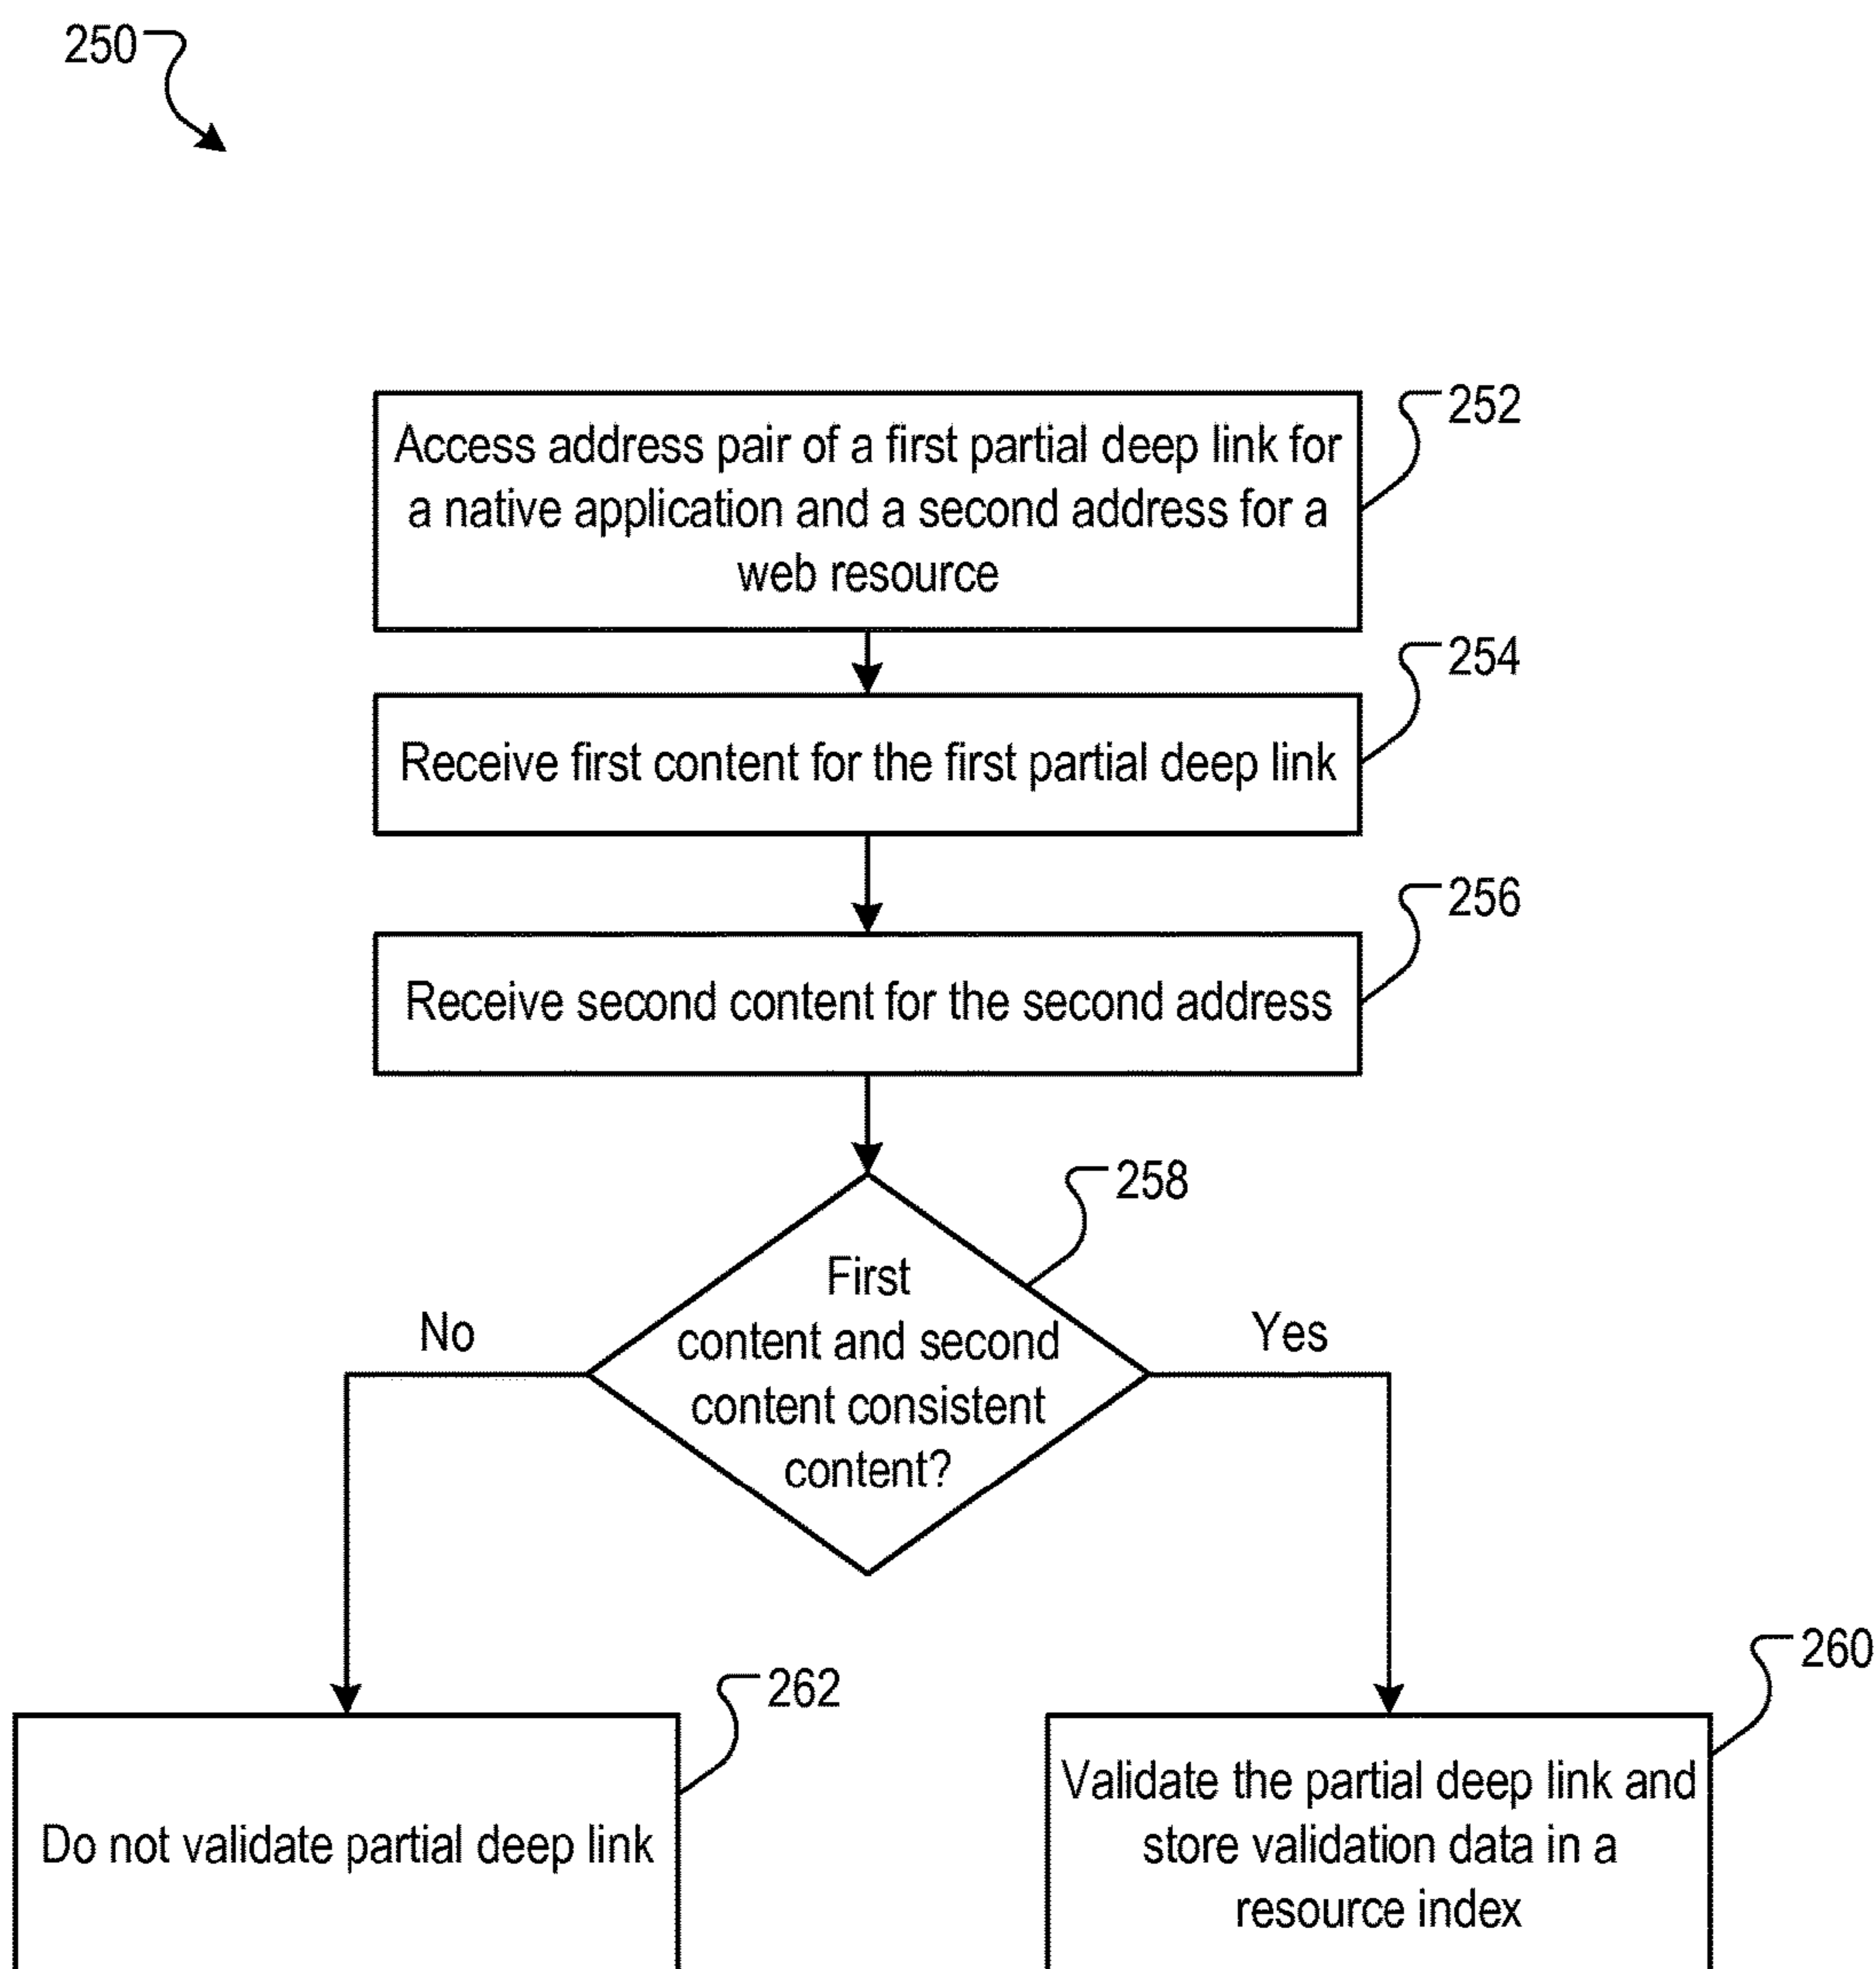 250
252
Access address pair of a first partial deep link for
a native application and a second address for a
web resource
254
Receive first content for the first partial deep link
256
Receive second content for the second address
258
First
content and second
content consistent
content?
No
Yes
262
Do not validate partial deep link
260
Validate the partial deep link and
store validation data in a
resource index